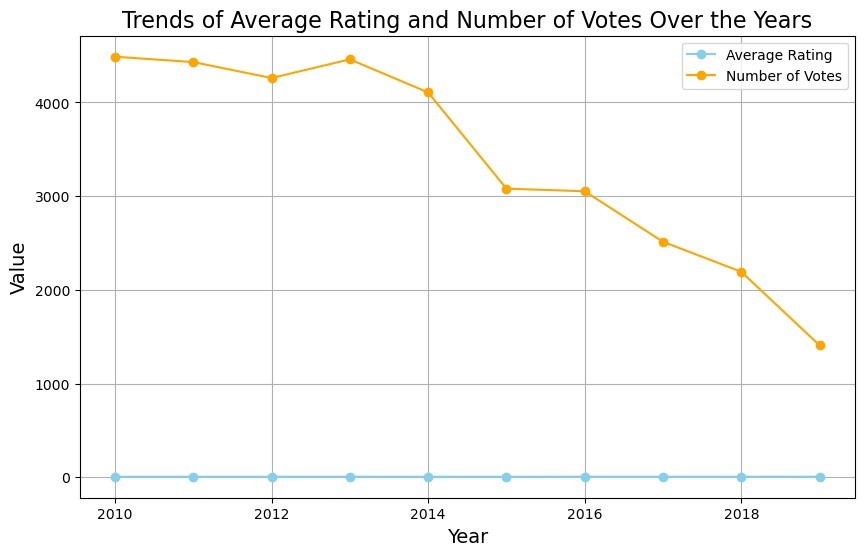 Trends of Average Rating and Number of Votes Over the Years
Average Rating
Number of Votes
Value
4000
3000
2000
1000
0
2010
2012
2014
2016
2018
Year